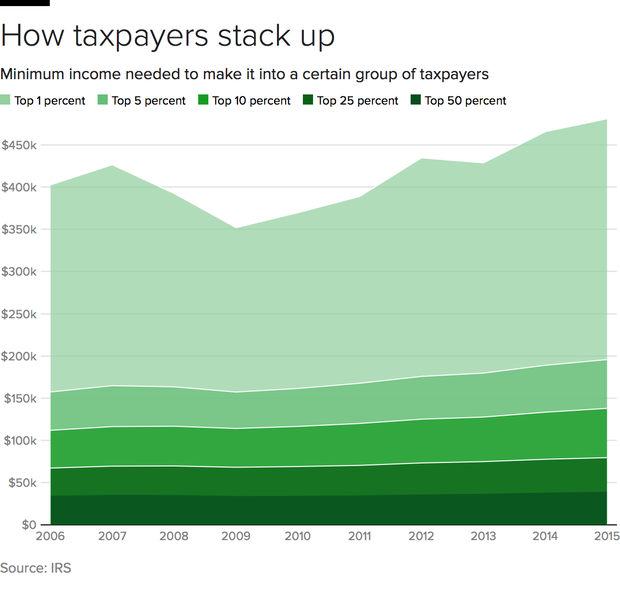 How taxpayers stack up
Minimum income needed to make it into a certain group of taxpayers
Top 1 percent Top 5 percent Top 10 percent Top 25 percent Top 50 percent
$450k
$400k
$350k
$300k
$250k
$200k
$150k
$100k
$50k
$0
2006 2007 2008 2009 2010 2011 2012 2013 2014 2015
Source: IRS